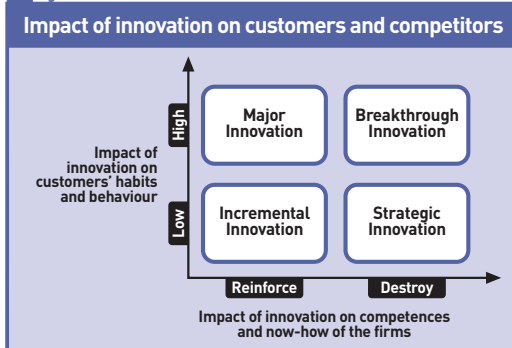 Impact of innovation on customers and competitors
High
Major
Innovation
Breakthrough
Innovation
Impact of
innovation on
customers' habits
and behaviour
Low
Incremental
Innovation
Strategic
Innovation
Reinforce
Destroy
Impact of innovation on competences
and now-how of the firms